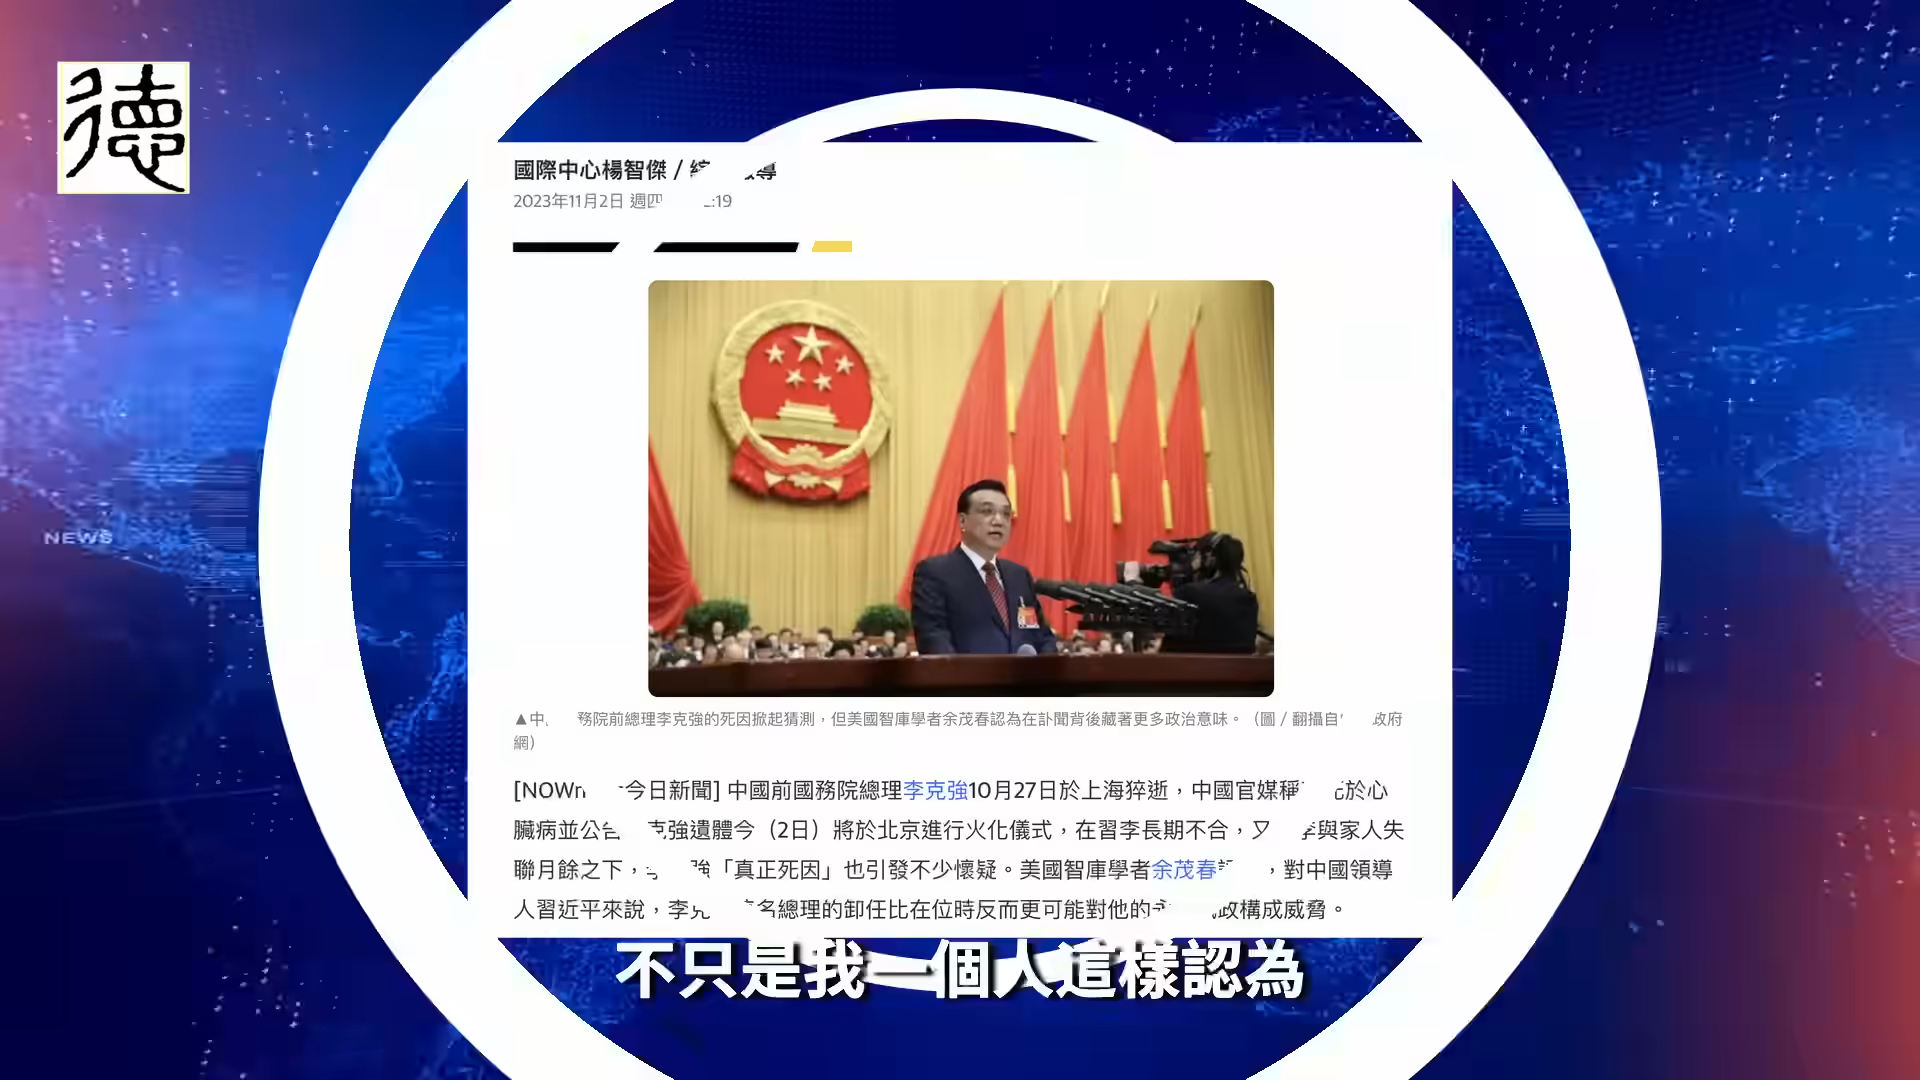 德
國際中心楊智傑 / 綜 導
2023年11月2日 週四 :19
NEWS
▲中 務院前總理李克強的死因掀起猜測，但美國智庫學者余茂春認為在訃聞背後藏著更多政治意味。（圖 / 翻攝自 政府
網）
[NOWn 今日新聞] 中國前國務院總理李克強10月27日於上海猝逝，中國官媒稱 於心
臟病並公告 克強遺體今（2日）將於北京進行火化儀式，在習李長期不合，又 李與家人失
聯月餘之下， 強「真正死因」也引發不少懷疑。美國智庫學者余茂春 ，對中國領導
人習近平來說，李克 名總理的卸任比在位時反而更可能對他的 政構成威脅。
不只是我一個人這樣認為